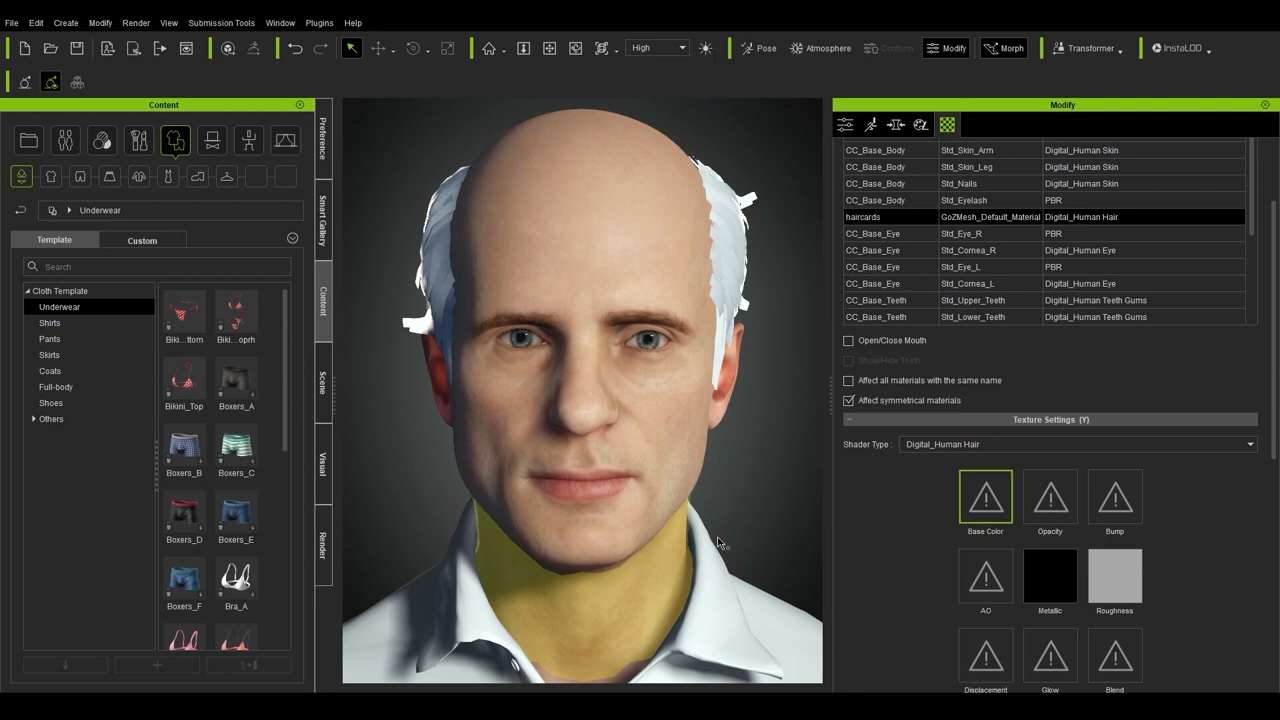 File Edit Create Modify Render View Submission Tools Window Plugins Help
High Pose Atmosphere Conform Modify Morph Transformer InstaLOD
Content
Underwear
Template Custom
Search
Cloth Template
Underwear
Shirts
Pants
Skirts
Coats
Full-body
Shoes
Others
Biki...ttom Biki...oprh
Bikini_Top Boxers_A
Boxers_B Boxers_C
Boxers_D Boxers_E
Boxers_F Bra_A
Preference
Smart Gallery
Content
Scene
Visual
Render
Modify
CC_Base_Body Std_Skin_Arm Digital_Human Skin
CC_Base_Body Std_Skin_Leg Digital_Human Skin
CC_Base_Body Std_Nails Digital_Human Skin
CC_Base_Body Std_Eyelash PBR
haircards GoZMesh_Default_Material Digital_Human Hair
CC_Base_Eye Std_Eye_R PBR
CC_Base_Eye Std_Cornea_R Digital_Human Eye
CC_Base_Eye Std_Eye_L PBR
CC_Base_Eye Std_Cornea_L Digital_Human Eye
CC_Base_Teeth Std_Upper_Teeth Digital_Human Teeth Gums
CC_Base_Teeth Std_Lower_Teeth Digital_Human Teeth Gums
Open/Close Mouth
Show/Hide Teeth
Affect all materials with the same name
Affect symmetrical materials
Texture Settings (Y)
Shader Type : Digital_Human Hair
Base Color Opacity Bump
AO Metallic Roughness
Displacement Glow Blend